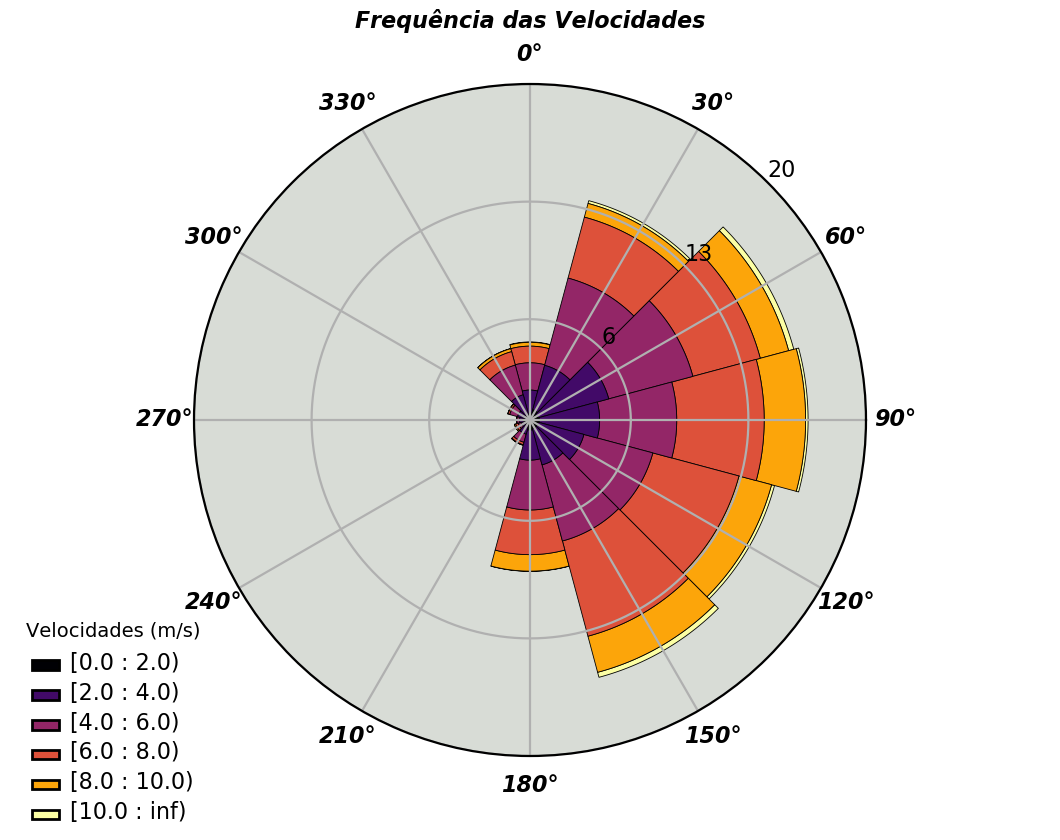 Frequência das Velocidades
0°
330°
30°
20
300°
60°
13
6
270°
90°
240°
120°
210°
150°
180°
Velocidades (m/s)
[0.0 : 2.0)
[2.0 : 4.0)
[4.0 : 6.0)
[6.0 : 8.0)
[8.0 : 10.0)
[10.0 : inf)